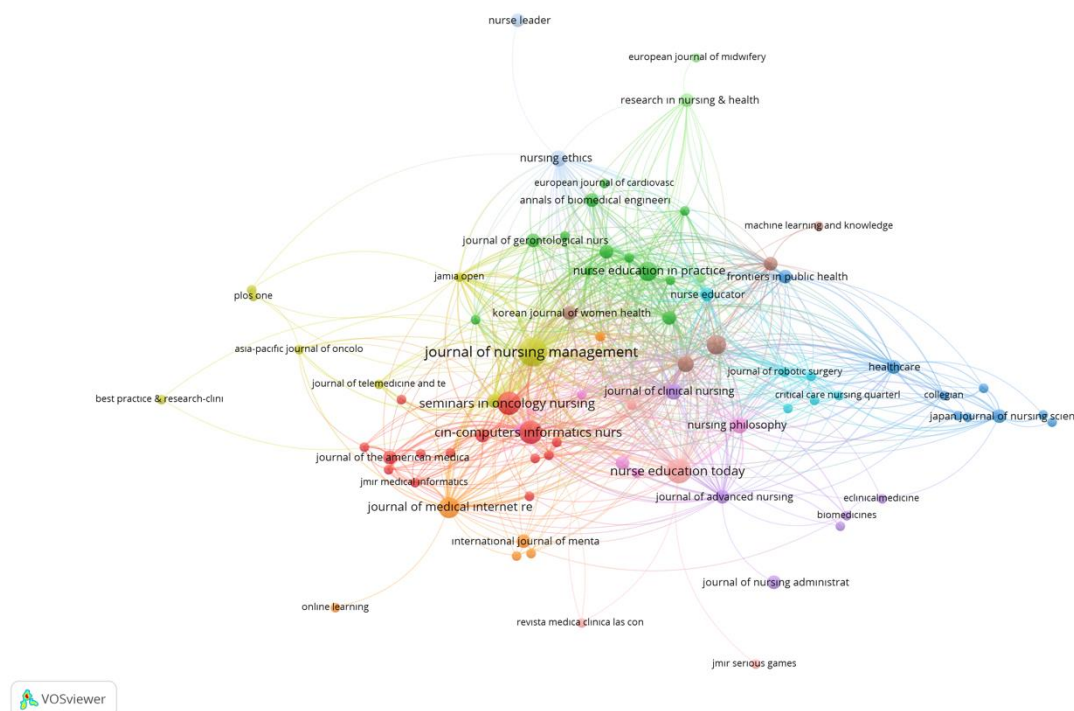 nurse leader
european journal of midwifery
research in nursing & health
nursing ethics
european journal of cardiovasc
annals of biomedical engineeri
machine learning and knowledge
journal of gerontological nurs
nurse education in practice
jamia open
frontiers in public health
plos one
nurse educator
korean journal of women health
asia-pacific journal of oncolo
journal of nursing management
journal of telemedicine and te
journal of robotic surgery
healthcare
best practice & research-clini
seminars in oncology nursing
journal of clinical nursing
critical care nursing quarterl
collegian
japan journal of nursing scien
cin-computers informatics nurs
nursing philosophy
journal of the american medica
nurse education today
jmir medical informatics
journal of medical internet re
journal of advanced nursing
eclinicalmedicine
biomedicines
international journal of menta
journal of nursing administrat
online learning
revista medica clinica las con
jmir serious games
VOSviewer